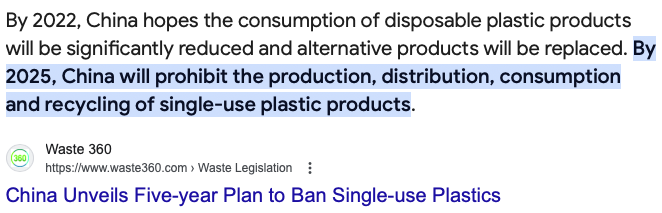 By 2022, China hopes the consumption of disposable plastic products
will be significantly reduced and alternative products will be replaced. By
2025, China will prohibit the production, distribution, consumption
and recycling of single-use plastic products.
360
Waste 360
https://www.waste360.com › Waste Legislation
China Unveils Five-year Plan to Ban Single-use Plastics